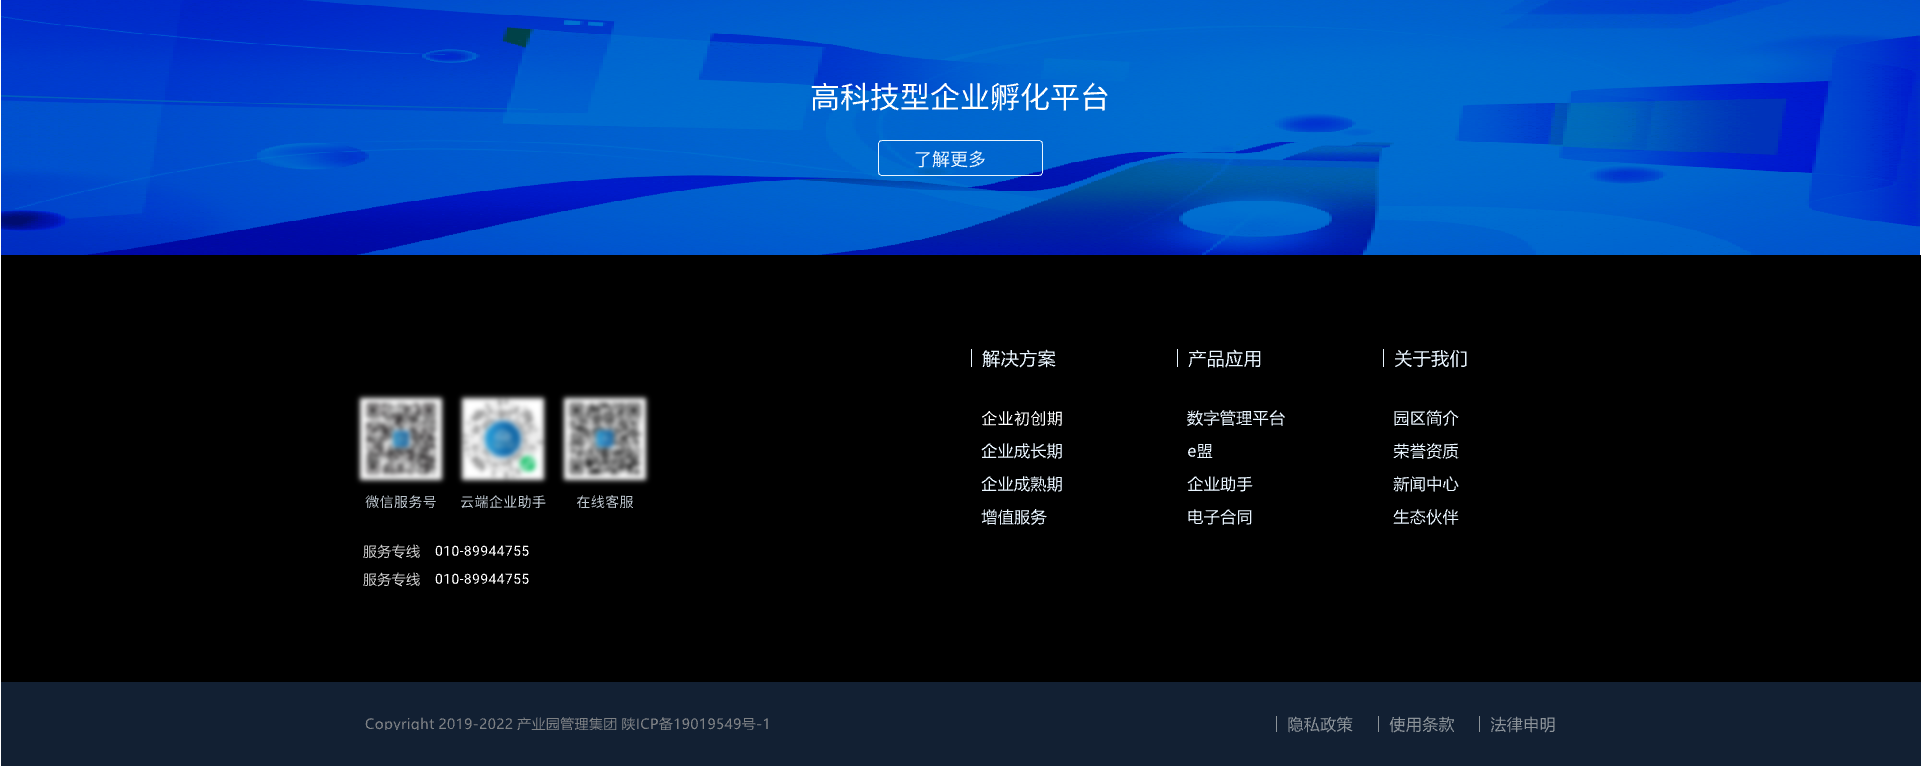 高科技型企业孵化平台
了解更多
解决方案
产品应用
关于我们
企业初创期
数字管理平台
园区简介
企业成长期
e盟
荣誉资质
企业成熟期
企业助手
新闻中心
增值服务
电子合同
生态伙伴
微信服务号
云端企业助手
在线客服
服务专线 010-89944755
服务专线 010-89944755
Copyright 2019-2022 产业园管理集团 陕ICP备19019549号-1
隐私政策
使用条款
法律申明